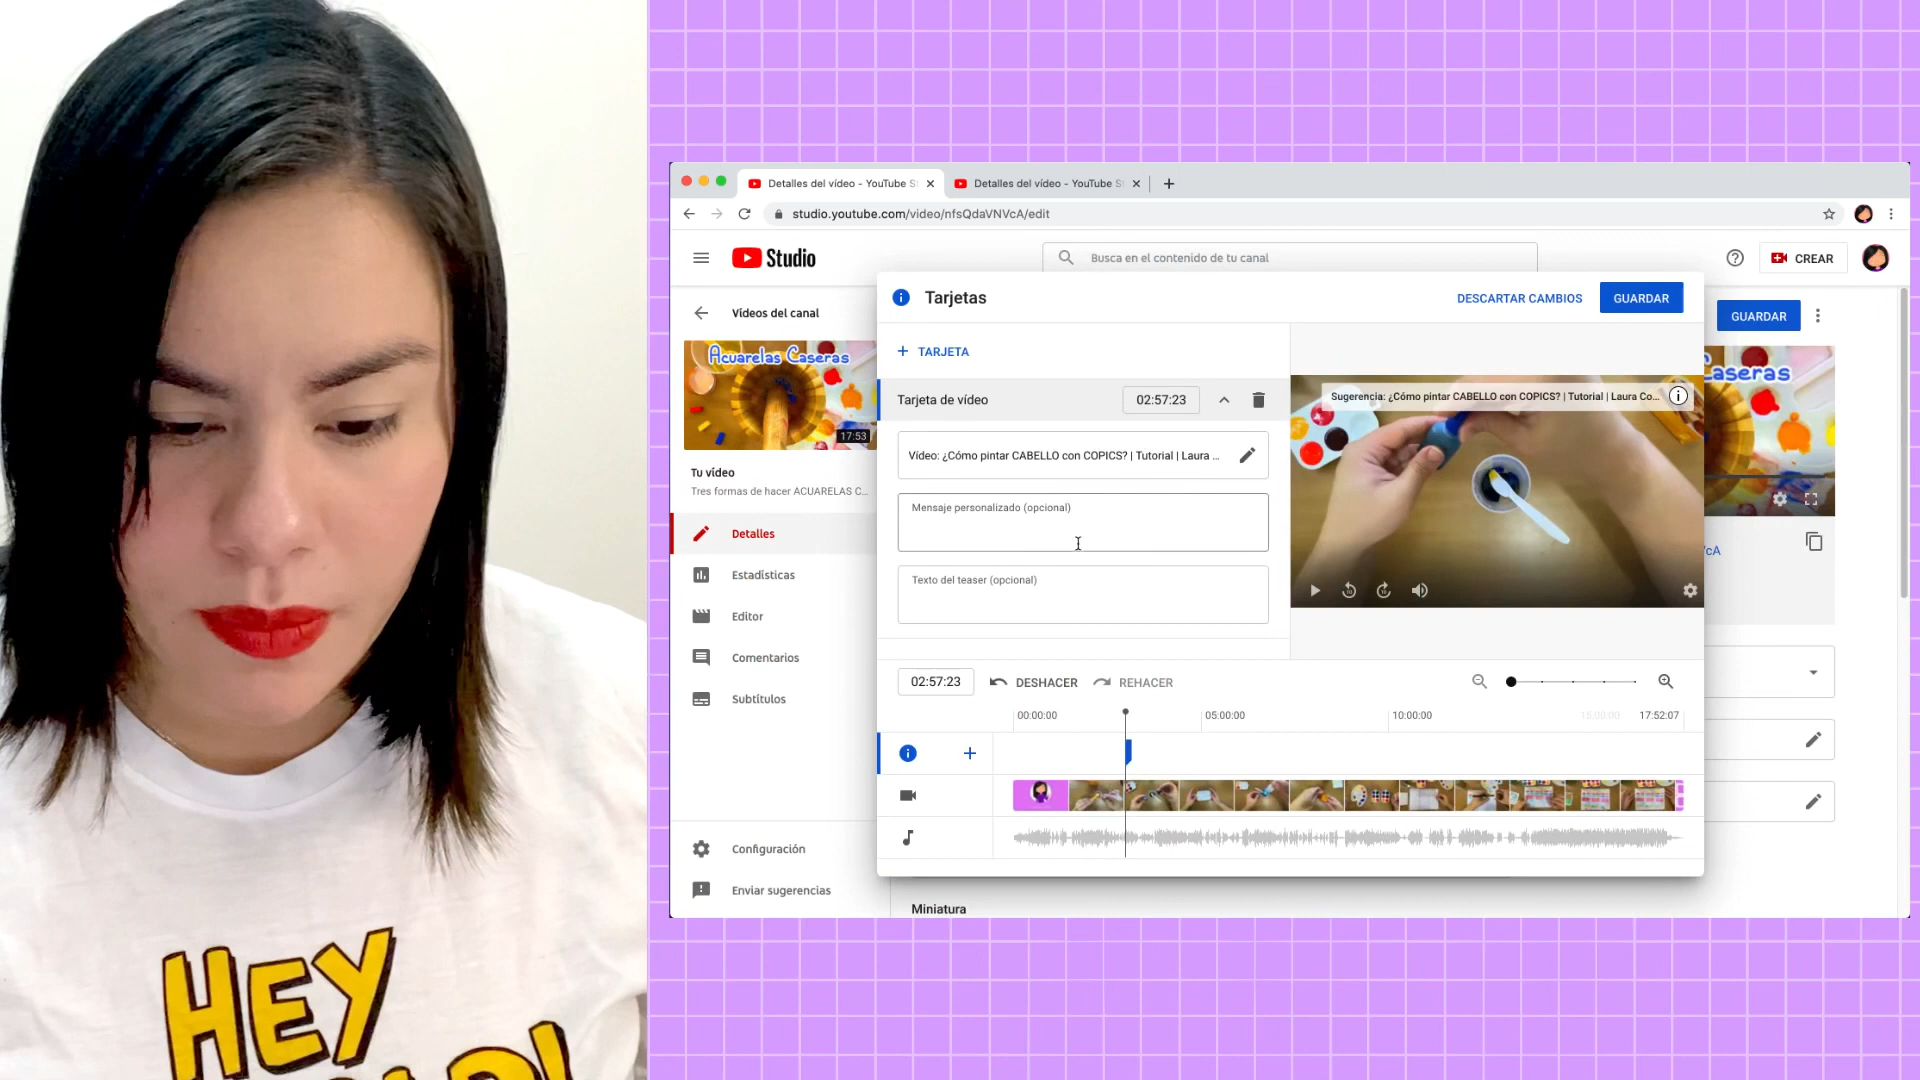 Detalles del vídeo - YouTube S
Detalles del vídeo - YouTube S
studio.youtube.com/video/nfsQdaVNVcA/edit
Studio
Busca en el contenido de tu canal
CREAR
Vídeos del canal
Tarjetas
DESCARTAR CAMBIOS
GUARDAR
GUARDAR
TARJETA
Acuarelas Caseras
17:53
Tarjeta de vídeo
02:57:23
Sugerencia: ¿Cómo pintar CABELLO con COPICS? | Tutorial | Laura Co...
aseras
Vídeo: ¿Cómo pintar CABELLO con COPICS? | Tutorial | Laura ...
Tu vídeo
Tres formas de hacer ACUARELAS C...
Mensaje personalizado (opcional)
Texto del teaser (opcional)
cA
Detalles
Estadísticas
Editor
Comentarios
Subtítulos
02:57:23
DESHACER
REHACER
00:00:00
05:00:00
10:00:00
15:00:00
17:52:07
Configuración
Enviar sugerencias
Miniatura
HEY